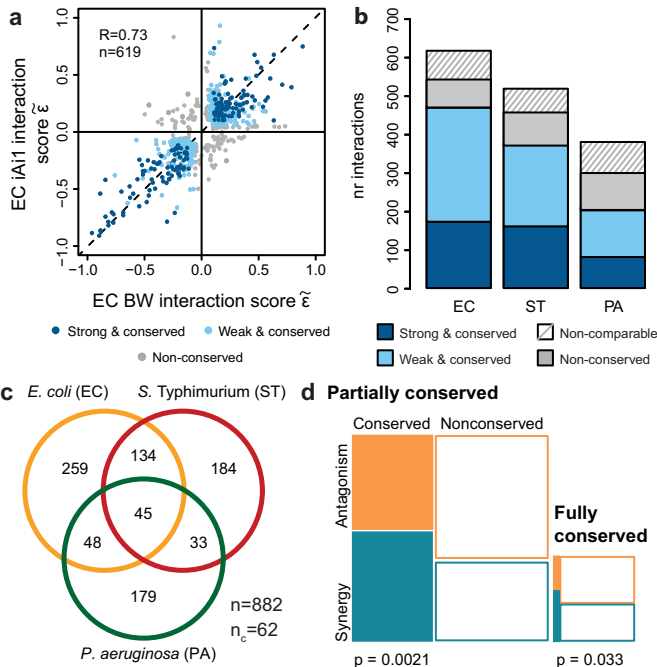 a
R=0.73
n=619
EC iAi1 interaction
score ε̃
1.0
0.5
0.0
−0.5
−1.0
−1.0 −0.5 0.0 0.5 1.0
EC BW interaction score ε̃
Strong & conserved
Weak & conserved
Non-conserved
b
nr interactions
700
600
500
400
300
200
100
0
EC ST PA
Strong & conserved
Weak & conserved
Non-comparable
Non-conserved
c
E. coli (EC)
S. Typhimurium (ST)
259
134
184
45
48
33
179
n=882
nc=62
P. aeruginosa (PA)
d Partially conserved
Conserved Nonconserved
Antagonism
Synergy
p = 0.0021
Fully
conserved
p = 0.033